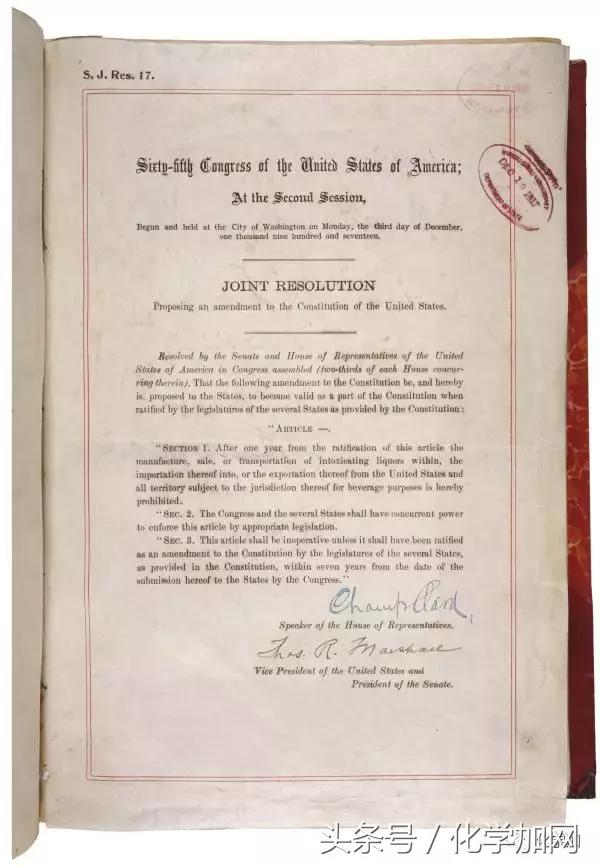 S. J. Res. 17.
Sixty-fifth Congress of the United States of America;
At the Second Session,
Begun and held at the City of Washington on Monday, the third day of December,
one thousand nine hundred and seventeen.
JOINT RESOLUTION
Proposing an amendment to the Constitution of the United States.
Resolved by the Senate and House of Representatives of the United
States of America in Congress assembled (two-thirds of each House concur-
ring therein), That the following amendment to the Constitution be, and hereby
is, proposed to the States, to become valid as a part of the Constitution when
ratified by the legislatures of the several States as provided by the Constitution:
"ARTICLE —.
"SECTION 1. After one year from the ratification of this article the
manufacture, sale, or transportation of intoxicating liquors within, the
importation thereof into, or the exportation thereof from the United States and
all territory subject to the jurisdiction thereof for beverage purposes is hereby
prohibited.
"SEC. 2. The Congress and the several States shall have concurrent power
to enforce this article by appropriate legislation.
"SEC. 3. This article shall be inoperative unless it shall have been ratified
as an amendment to the Constitution by the legislatures of the several States,
as provided in the Constitution, within seven years from the date of the
submission hereof to the States by the Congress."
Champ Clark
Speaker of the House of Representatives.
Thos. R. Marshall
Vice President of the United States and
President of the Senate.
DEC 19 1917
DEPARTMENT OF STATE
头条号 / 化学加网